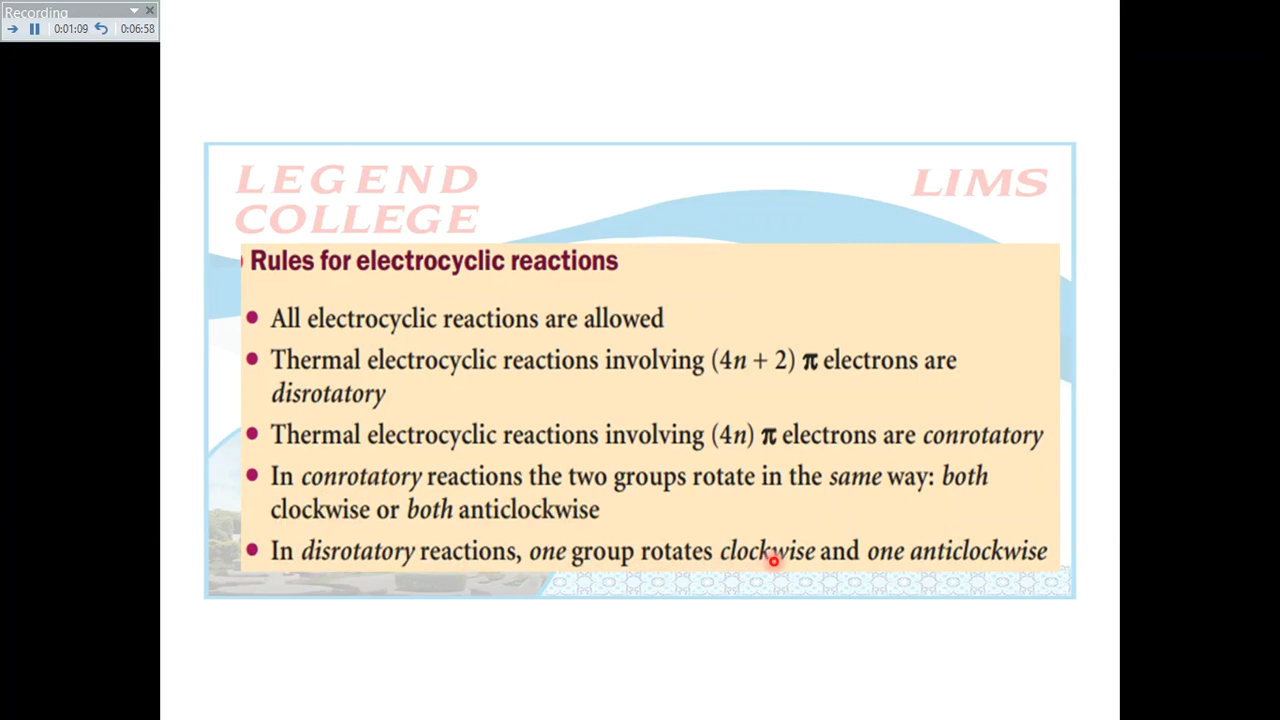 Recording
0:01:09 0:06:58
LEGEND LIMS
COLLEGE
Rules for electrocyclic reactions
• All electrocyclic reactions are allowed
• Thermal electrocyclic reactions involving (4n + 2) π electrons are
disrotatory
• Thermal electrocyclic reactions involving (4n) π electrons are conrotatory
• In conrotatory reactions the two groups rotate in the same way: both
clockwise or both anticlockwise
• In disrotatory reactions, one group rotates clockwise and one anticlockwise